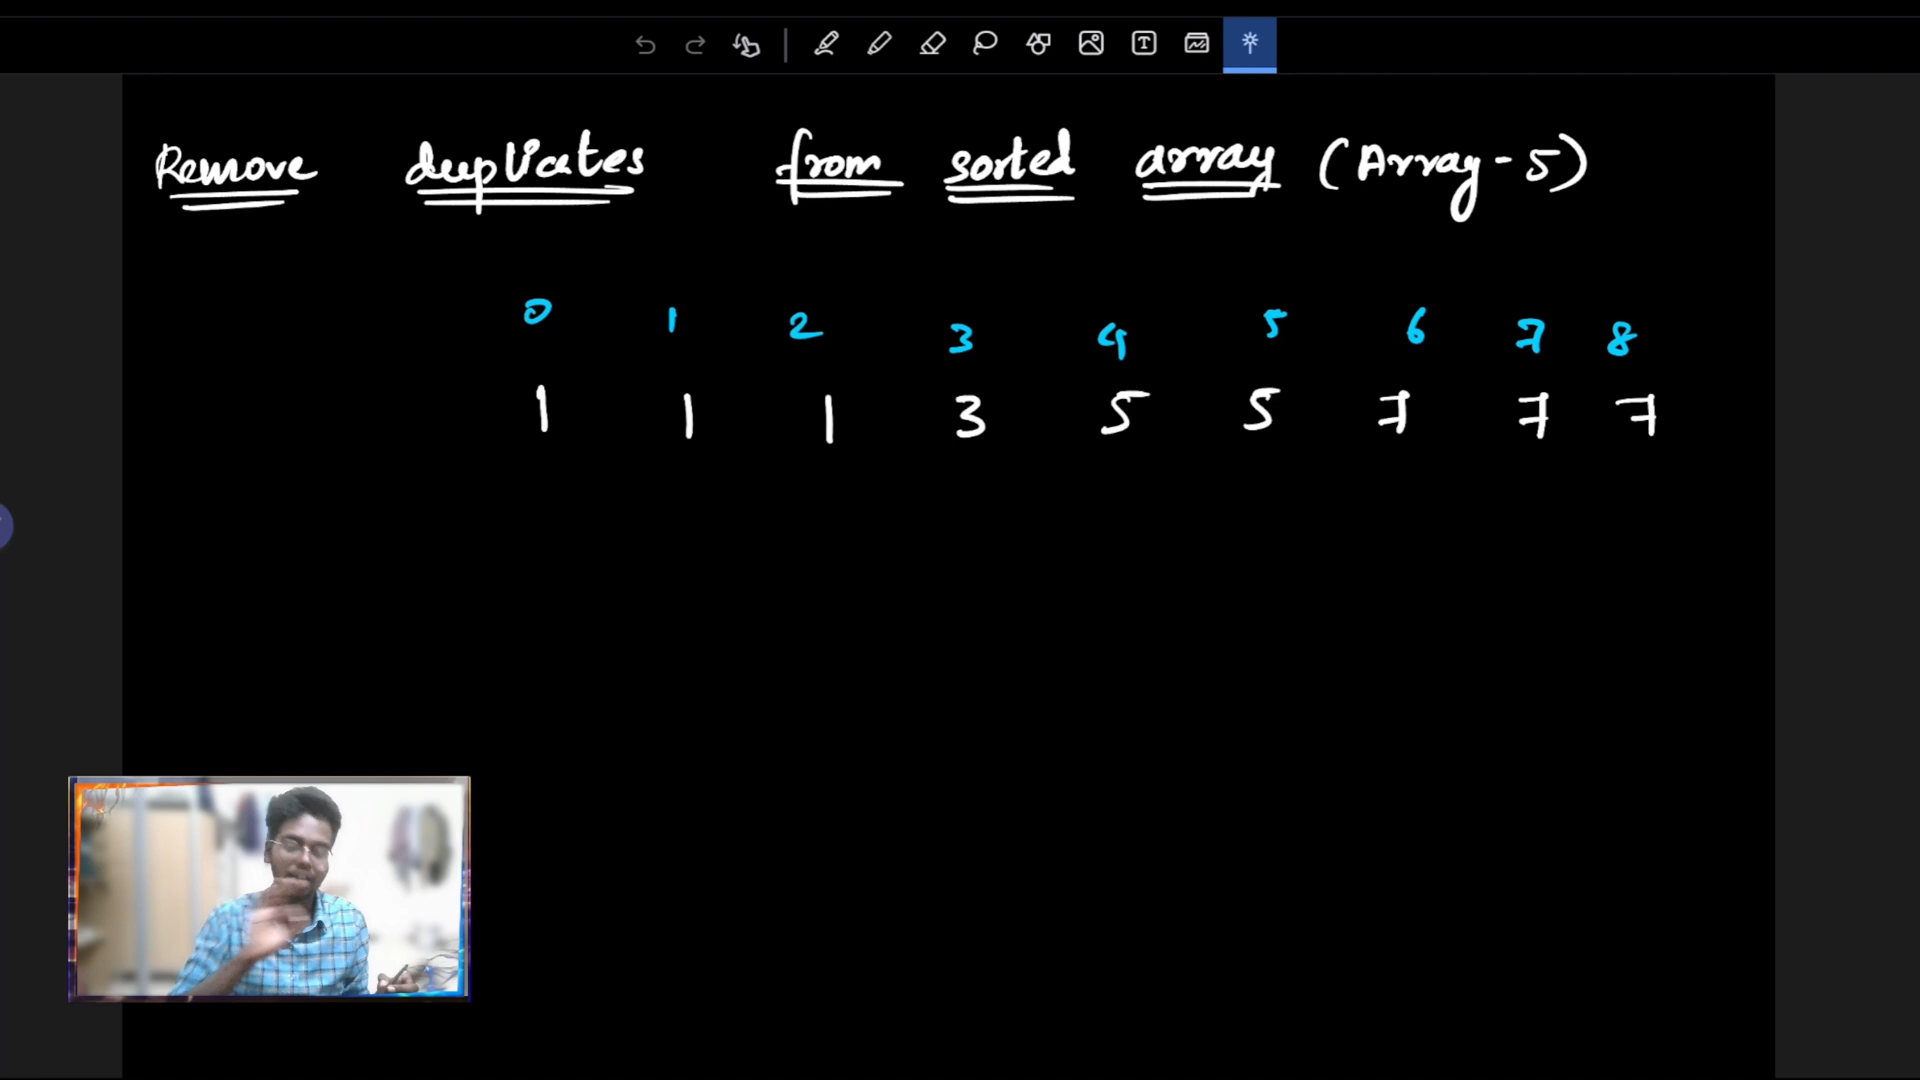 Remove duplicates from sorted array (Array-5)
0 1 2 3 4 5 6 7 8
1 1 1 3 5 5 7 7 7